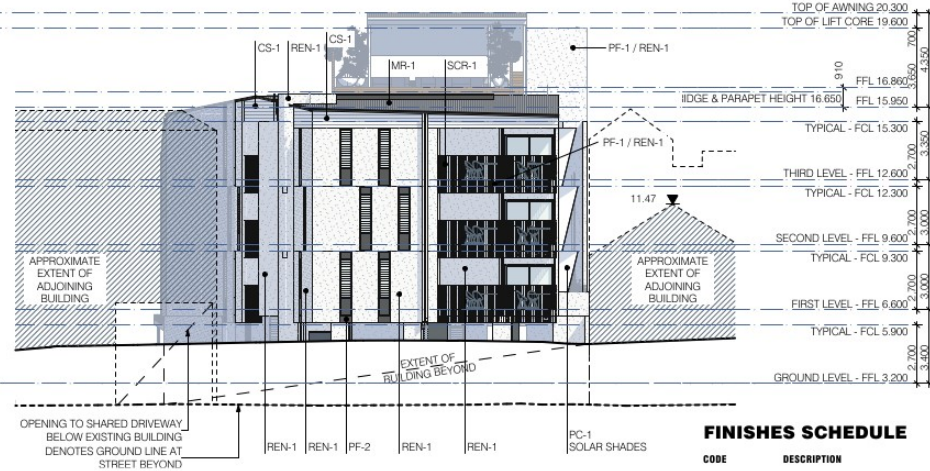 TOP OF AWNING 20.300
TOP OF LIFT CORE 19.600
CS-1
REN-1
CS-1
PF-1 / REN-1
MR-1
SCR-1
FFL 16.860
IDGE & PARAPET HEIGHT 16.650
FFL 15.950
TYPICAL - FCL 15.300
PF-1 / REN-1
THIRD LEVEL - FFL 12.600
TYPICAL - FCL 12.300
11.47
SECOND LEVEL - FFL 9.600
TYPICAL - FCL 9.300
APPROXIMATE
EXTENT OF
ADJOINING
BUILDING
APPROXIMATE
EXTENT OF
ADJOINING
BUILDING
FIRST LEVEL - FFL 6.600
TYPICAL - FCL 5.900
EXTENT OF
BUILDING BEYOND
GROUND LEVEL - FFL 3.200
700
4.350
3.650
910
2.700
3.350
2.700
3.000
2.700
3.000
2.700
3.400
OPENING TO SHARED DRIVEWAY
BELOW EXISTING BUILDING
DENOTES GROUND LINE AT
STREET BEYOND
REN-1
REN-1
PF-2
REN-1
REN-1
PC-1
SOLAR SHADES
FINISHES SCHEDULE
CODE
DESCRIPTION